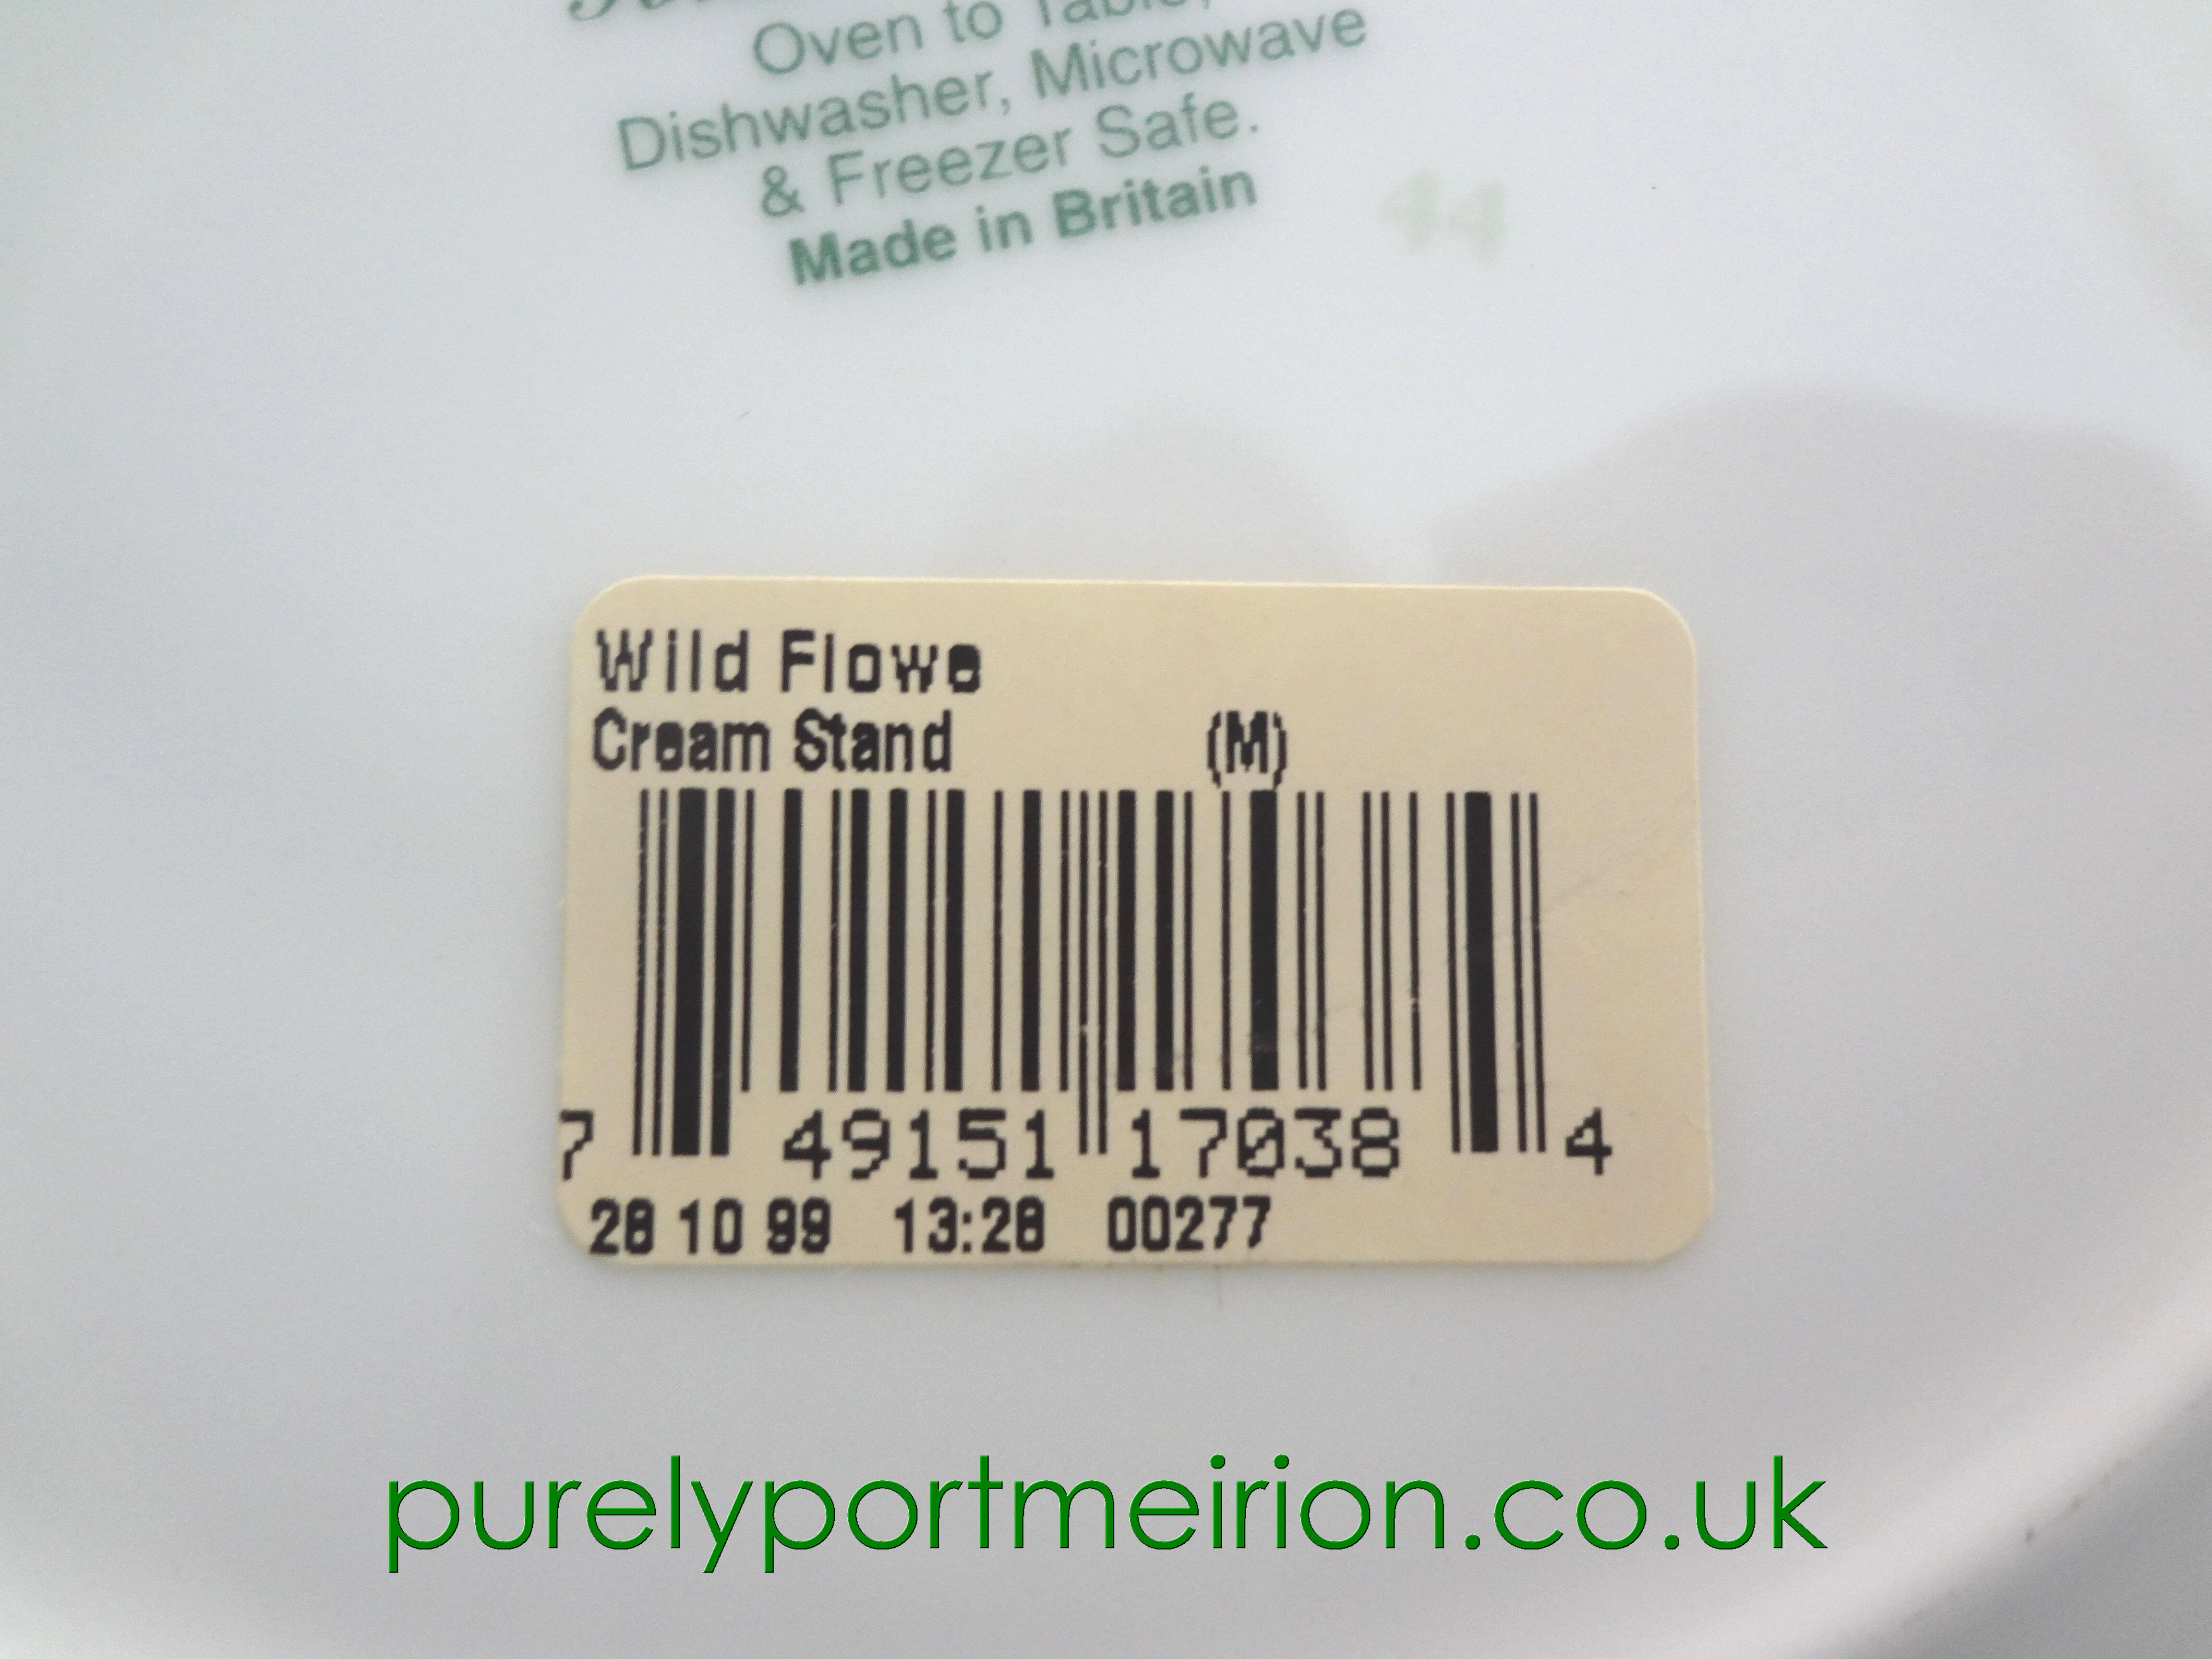 Oven to Table,
Dishwasher, Microwave
& Freezer Safe.
Made in Britain
44
Wild Flowe
Cream Stand (M)
7 49151 17038 4
28 10 99 13:28 00277
purelyportmeirion.co.uk